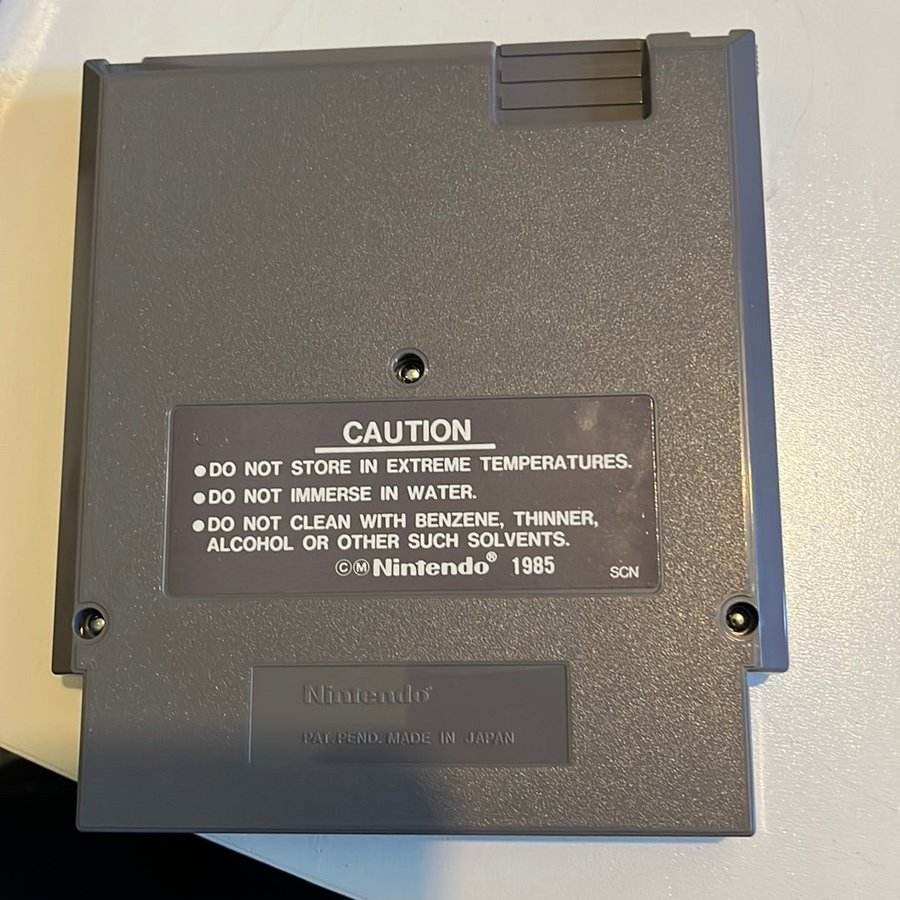 CAUTION
●DO NOT STORE IN EXTREME TEMPERATURES.
●DO NOT IMMERSE IN WATER.
●DO NOT CLEAN WITH BENZENE, THINNER,
ALCOHOL OR OTHER SUCH SOLVENTS.
ⒸⓂNintendo® 1985 SCN
Nintendo®
PAT.PEND. MADE IN JAPAN